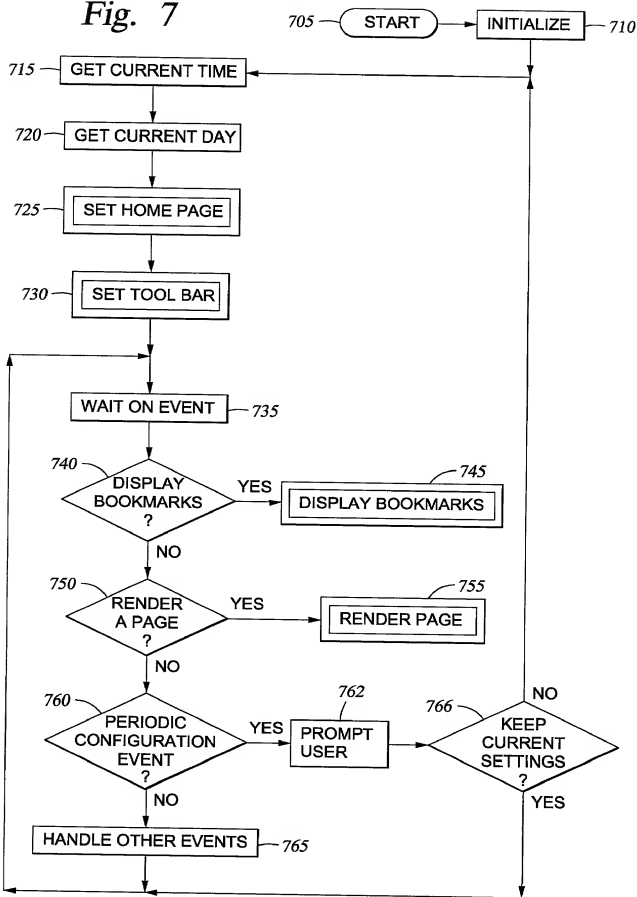 Fig. 7
705
START
INITIALIZE
710
715
GET CURRENT TIME
720
GET CURRENT DAY
725
SET HOME PAGE
730
SET TOOL BAR
WAIT ON EVENT
735
740
DISPLAY
BOOKMARKS
?
YES
745
DISPLAY BOOKMARKS
NO
750
RENDER
A PAGE
?
YES
755
RENDER PAGE
NO
760
PERIODIC
CONFIGURATION
EVENT
?
YES
762
PROMPT
USER
766
KEEP
CURRENT
SETTINGS
?
NO
YES
NO
HANDLE OTHER EVENTS
765